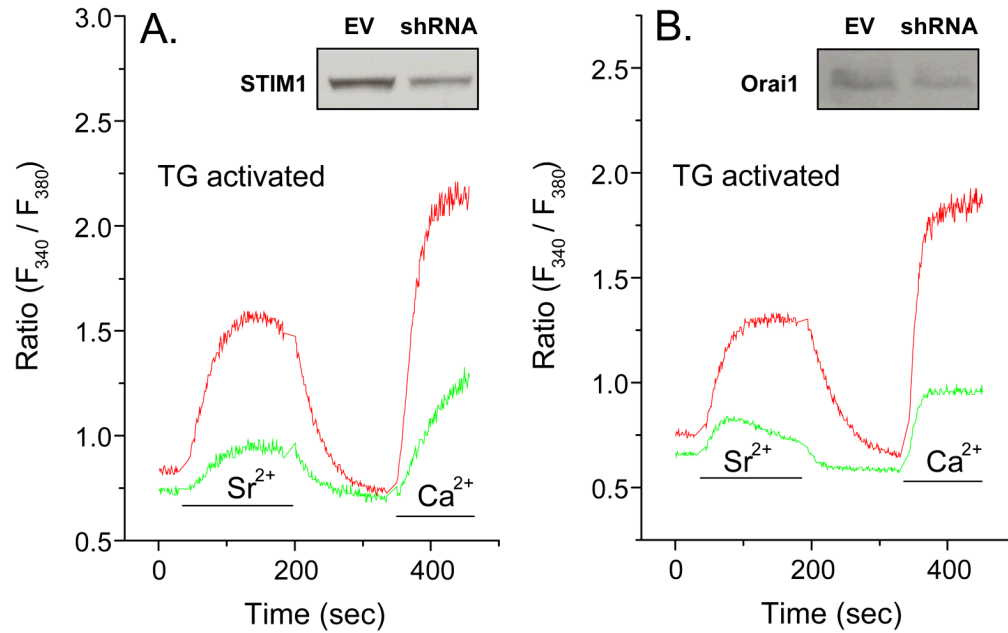 A.
EV shRNA
STIM1
TG activated
Sr2+
Ca2+
3.0
2.5
2.0
1.5
1.0
0.5
Ratio (F340 / F380)
0 200 400
Time (sec)
B.
EV shRNA
Orai1
TG activated
Sr2+
Ca2+
2.5
2.0
1.5
1.0
0.5
Ratio (F340 / F380)
0 200 400
Time (sec)